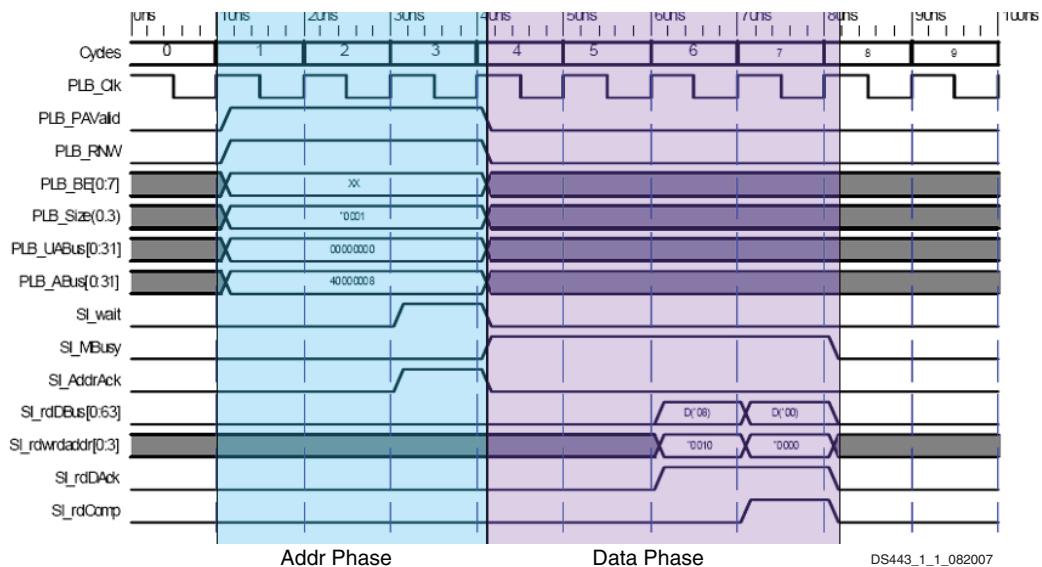 0ns 10ns 20ns 30ns 40ns 50ns 60ns 70ns 80ns 90ns 100ns
Cycles 0 1 2 3 4 5 6 7 8 9
PLB_Clk
PLB_PAValid
PLB_RNW
PLB_BE[0:7] XX
PLB_Size(0.3) "0001
PLB_UABus[0:31] 00000000
PLB_ABus[0:31] 40000008
Sl_wait
Sl_MBusy
Sl_AddrAck
Sl_rdDBus[0:63] D("08) D("00)
Sl_rdwrdaddr[0:3] "0010 "0000
Sl_rdDAck
Sl_rdComp
Addr Phase Data Phase DS443_1_1_082007